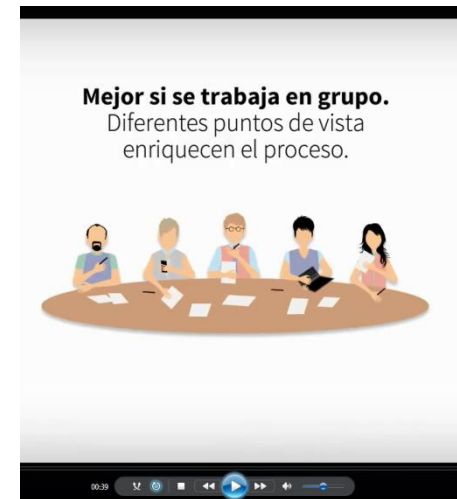 Mejor si se trabaja en grupo.
Diferentes puntos de vista
enriquecen el proceso.
00:39